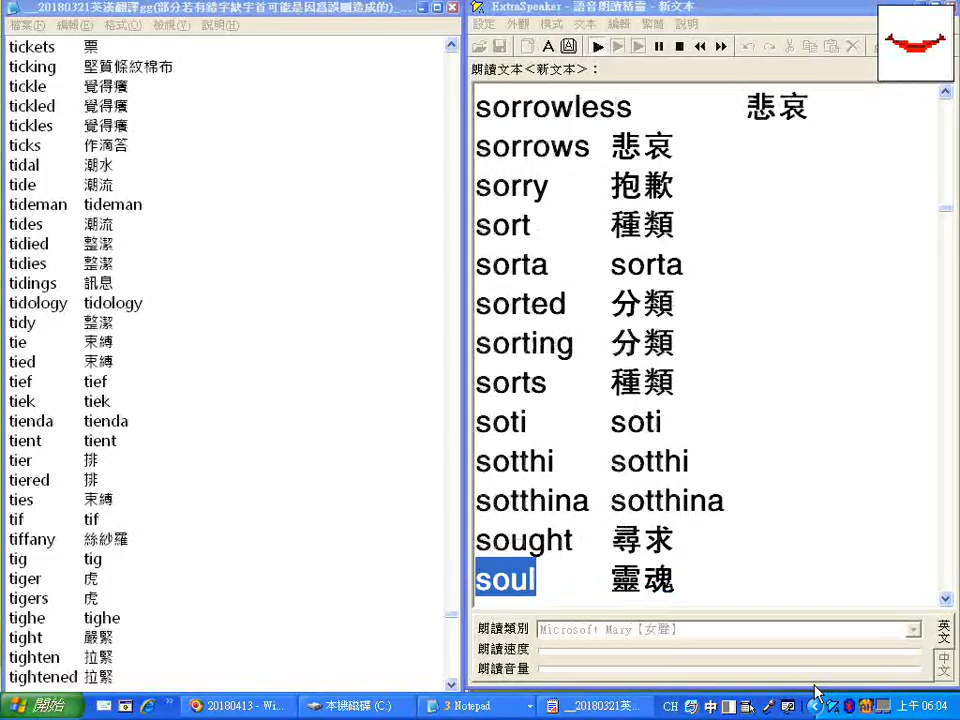 __20180321英漢翻譯gg(部分若有錯字缺字首可能是因為誤刪造成的)_...
檔案(F) 編輯(E) 格式(O) 檢視(V) 說明(H)
tickets 票
ticking 堅質條紋棉布
tickle 覺得癢
tickled 覺得癢
tickles 覺得癢
ticks 作滴答
tidal 潮水
tide 潮流
tideman tideman
tides 潮流
tidied 整潔
tidies 整潔
tidings 訊息
tidology tidology
tidy 整潔
tie 束縛
tied 束縛
tief tief
tiek tiek
tienda tienda
tient tient
tier 排
tiered 排
ties 束縛
tif tif
tiffany 絲紗羅
tig tig
tiger 虎
tigers 虎
tighe tighe
tight 嚴緊
tighten 拉緊
tightened 拉緊
ExtraSpeaker - 語音朗讀精靈 - 新文本
設定 外觀 模式 文本 編輯 繁簡 說明
朗讀文本<新文本>：
sorrowless 悲哀
sorrows 悲哀
sorry 抱歉
sort 種類
sorta sorta
sorted 分類
sorting 分類
sorts 種類
soti soti
sotthi sotthi
sotthina sotthina
sought 尋求
soul 靈魂
朗讀類別 Microsoft Mary【女聲】
朗讀速度
朗讀音量
英文
中文
開始 20180413 - Wi... 本機磁碟 (C:) 3 Notepad __20180321英... CH 中 上午 06:04